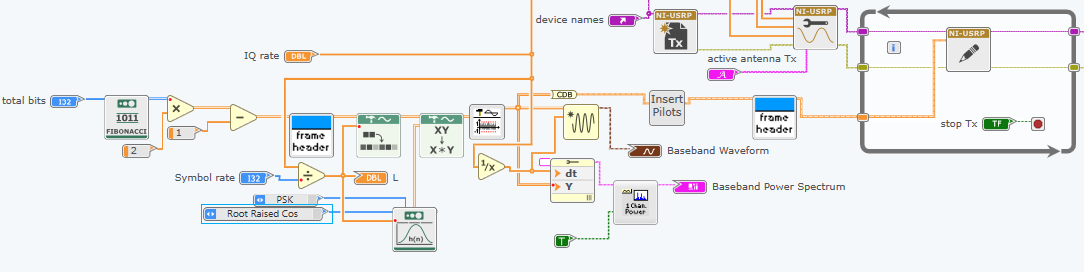 device names
NI-USRP
Tx
NI-USRP
NI-USRP
IQ rate
DBL
active antenna Tx
total bits
I32
1011
FIBONACCI
1
2
frame
header
XY
X*Y
CDB
Insert
Pilots
frame
header
stop Tx
TF
Baseband Waveform
1/x
Symbol rate
I32
DBL
L
dt
Y
PSK
Root Raised Cos
h(n)
1 Chan.
Power
Baseband Power Spectrum
T